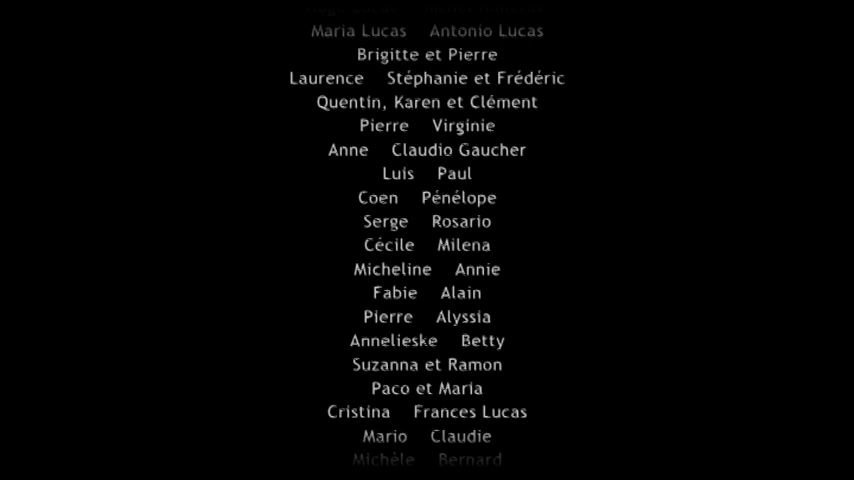 Maria Lucas Antonio Lucas
Brigitte et Pierre
Laurence Stéphanie et Frédéric
Quentin, Karen et Clément
Pierre Virginie
Anne Claudio Gaucher
Luis Paul
Coen Pénélope
Serge Rosario
Cécile Milena
Micheline Annie
Fabie Alain
Pierre Alyssia
Annelieske Betty
Suzanna et Ramon
Paco et Maria
Cristina Frances Lucas
Mario Claudie
Michèle Bernard